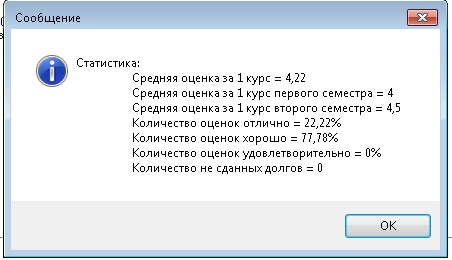 Сообщение
Статистика:
Средняя оценка за 1 курс = 4,22
Средняя оценка за 1 курс первого семестра = 4
Средняя оценка за 1 курс второго семестра = 4,5
Количество оценок отлично = 22,22%
Количество оценок хорошо = 77,78%
Количество оценок удовлетворительно = 0%
Количество не сданных долгов = 0
OK